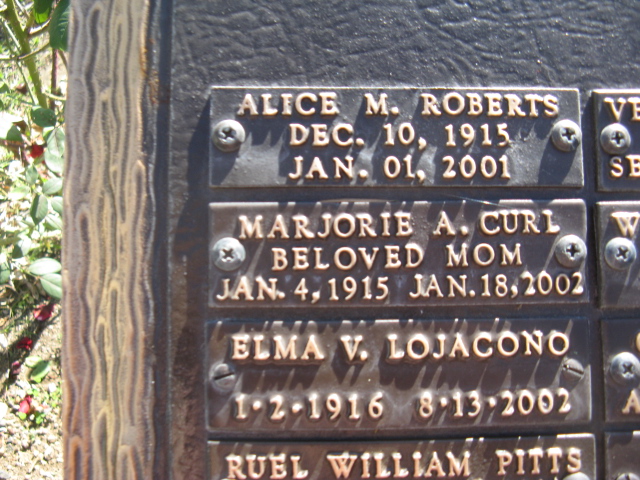 ALICE M. ROBERTS
DEC. 10, 1915
JAN. 01, 2001
MARJORIE A. CURL
BELOVED MOM
JAN. 4, 1915 JAN. 18, 2002
ELMA V. LOJACONO
1·2·1916 8·13·2002
RUEL WILLIAM PITTS